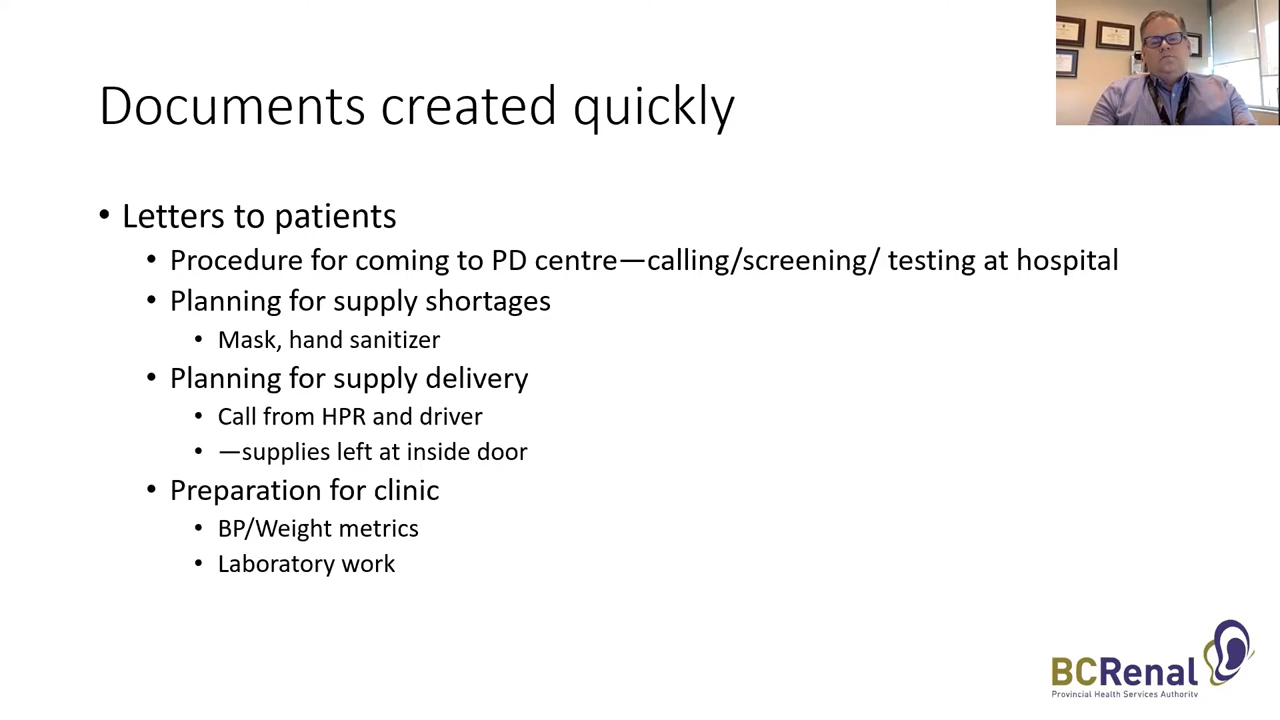 Documents created quickly
• Letters to patients
• Procedure for coming to PD centre—calling/screening/ testing at hospital
• Planning for supply shortages
• Mask, hand sanitizer
• Planning for supply delivery
• Call from HPR and driver
• —supplies left at inside door
• Preparation for clinic
• BP/Weight metrics
• Laboratory work
BCRenal
Provincial Health Services Authority